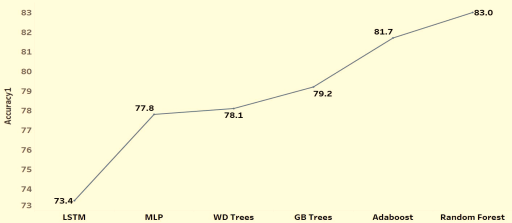 83
82
81
80
79
78
77
76
75
74
73
Accuracy1
73.4
77.8
78.1
79.2
81.7
83.0
LSTM
MLP
WD Trees
GB Trees
Adaboost
Random Forest